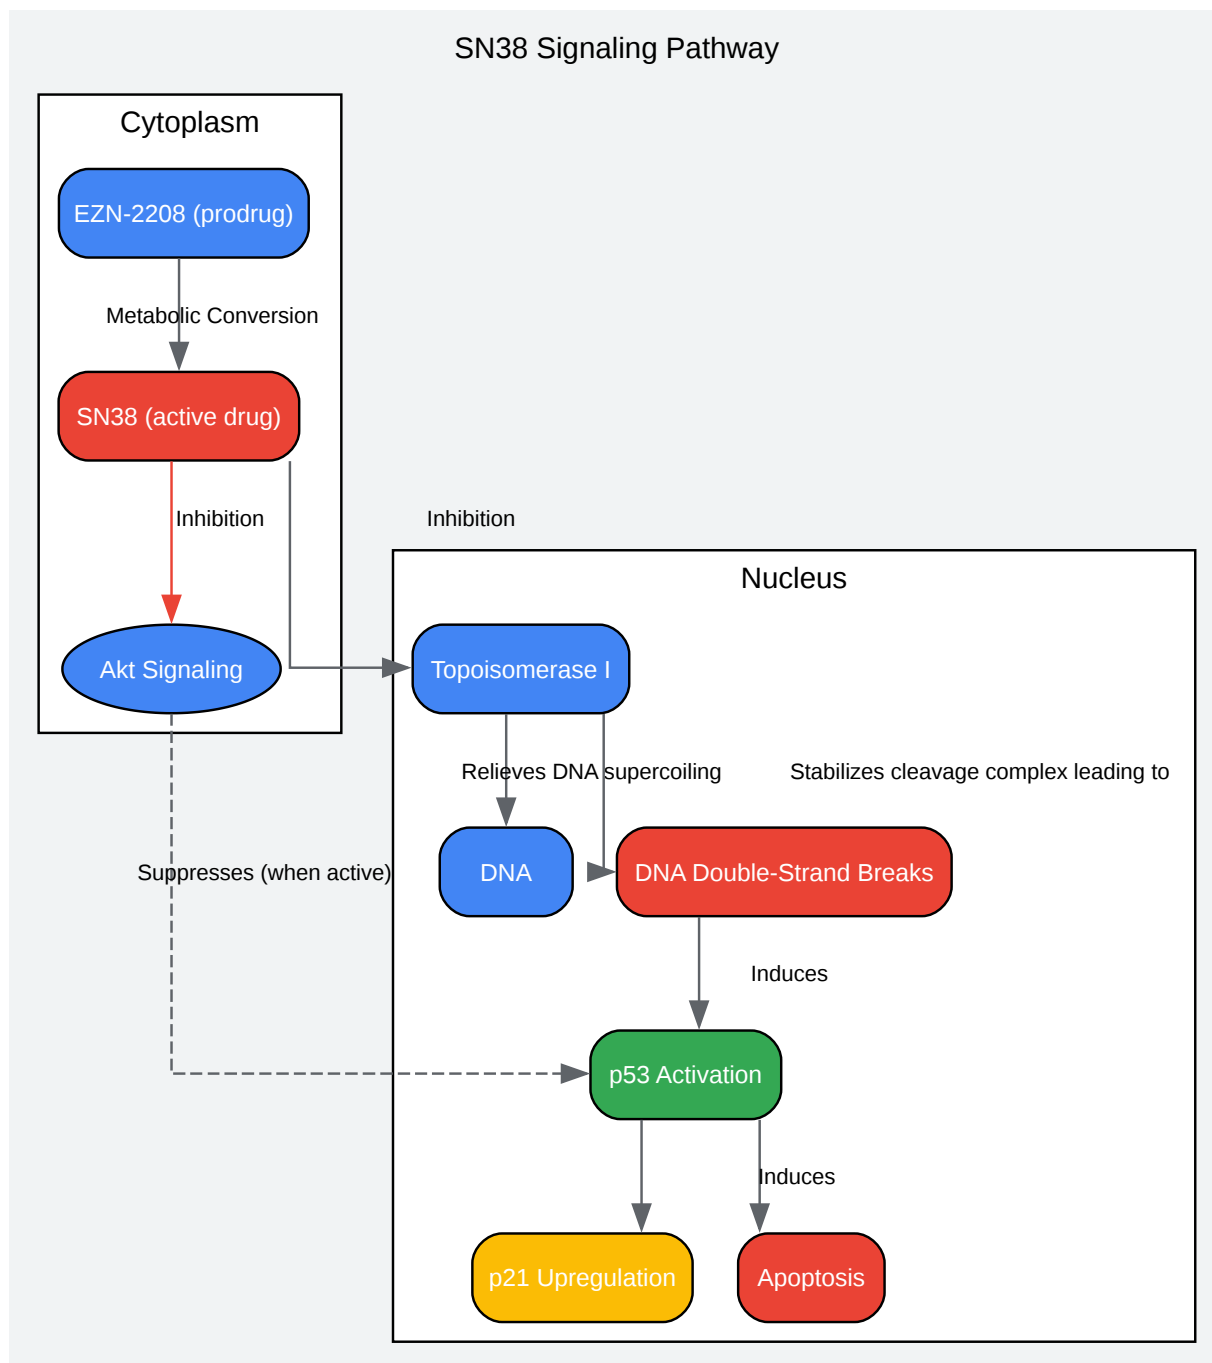 SN38 Signaling Pathway
Cytoplasm
EZN-2208 (prodrug)
Metabolic Conversion
SN38 (active drug)
Inhibition
Inhibition
Nucleus
Akt Signaling
Topoisomerase I
Relieves DNA supercoiling
Stabilizes cleavage complex leading to
Suppresses (when active)
DNA
DNA Double-Strand Breaks
Induces
p53 Activation
Induces
p21 Upregulation
Apoptosis